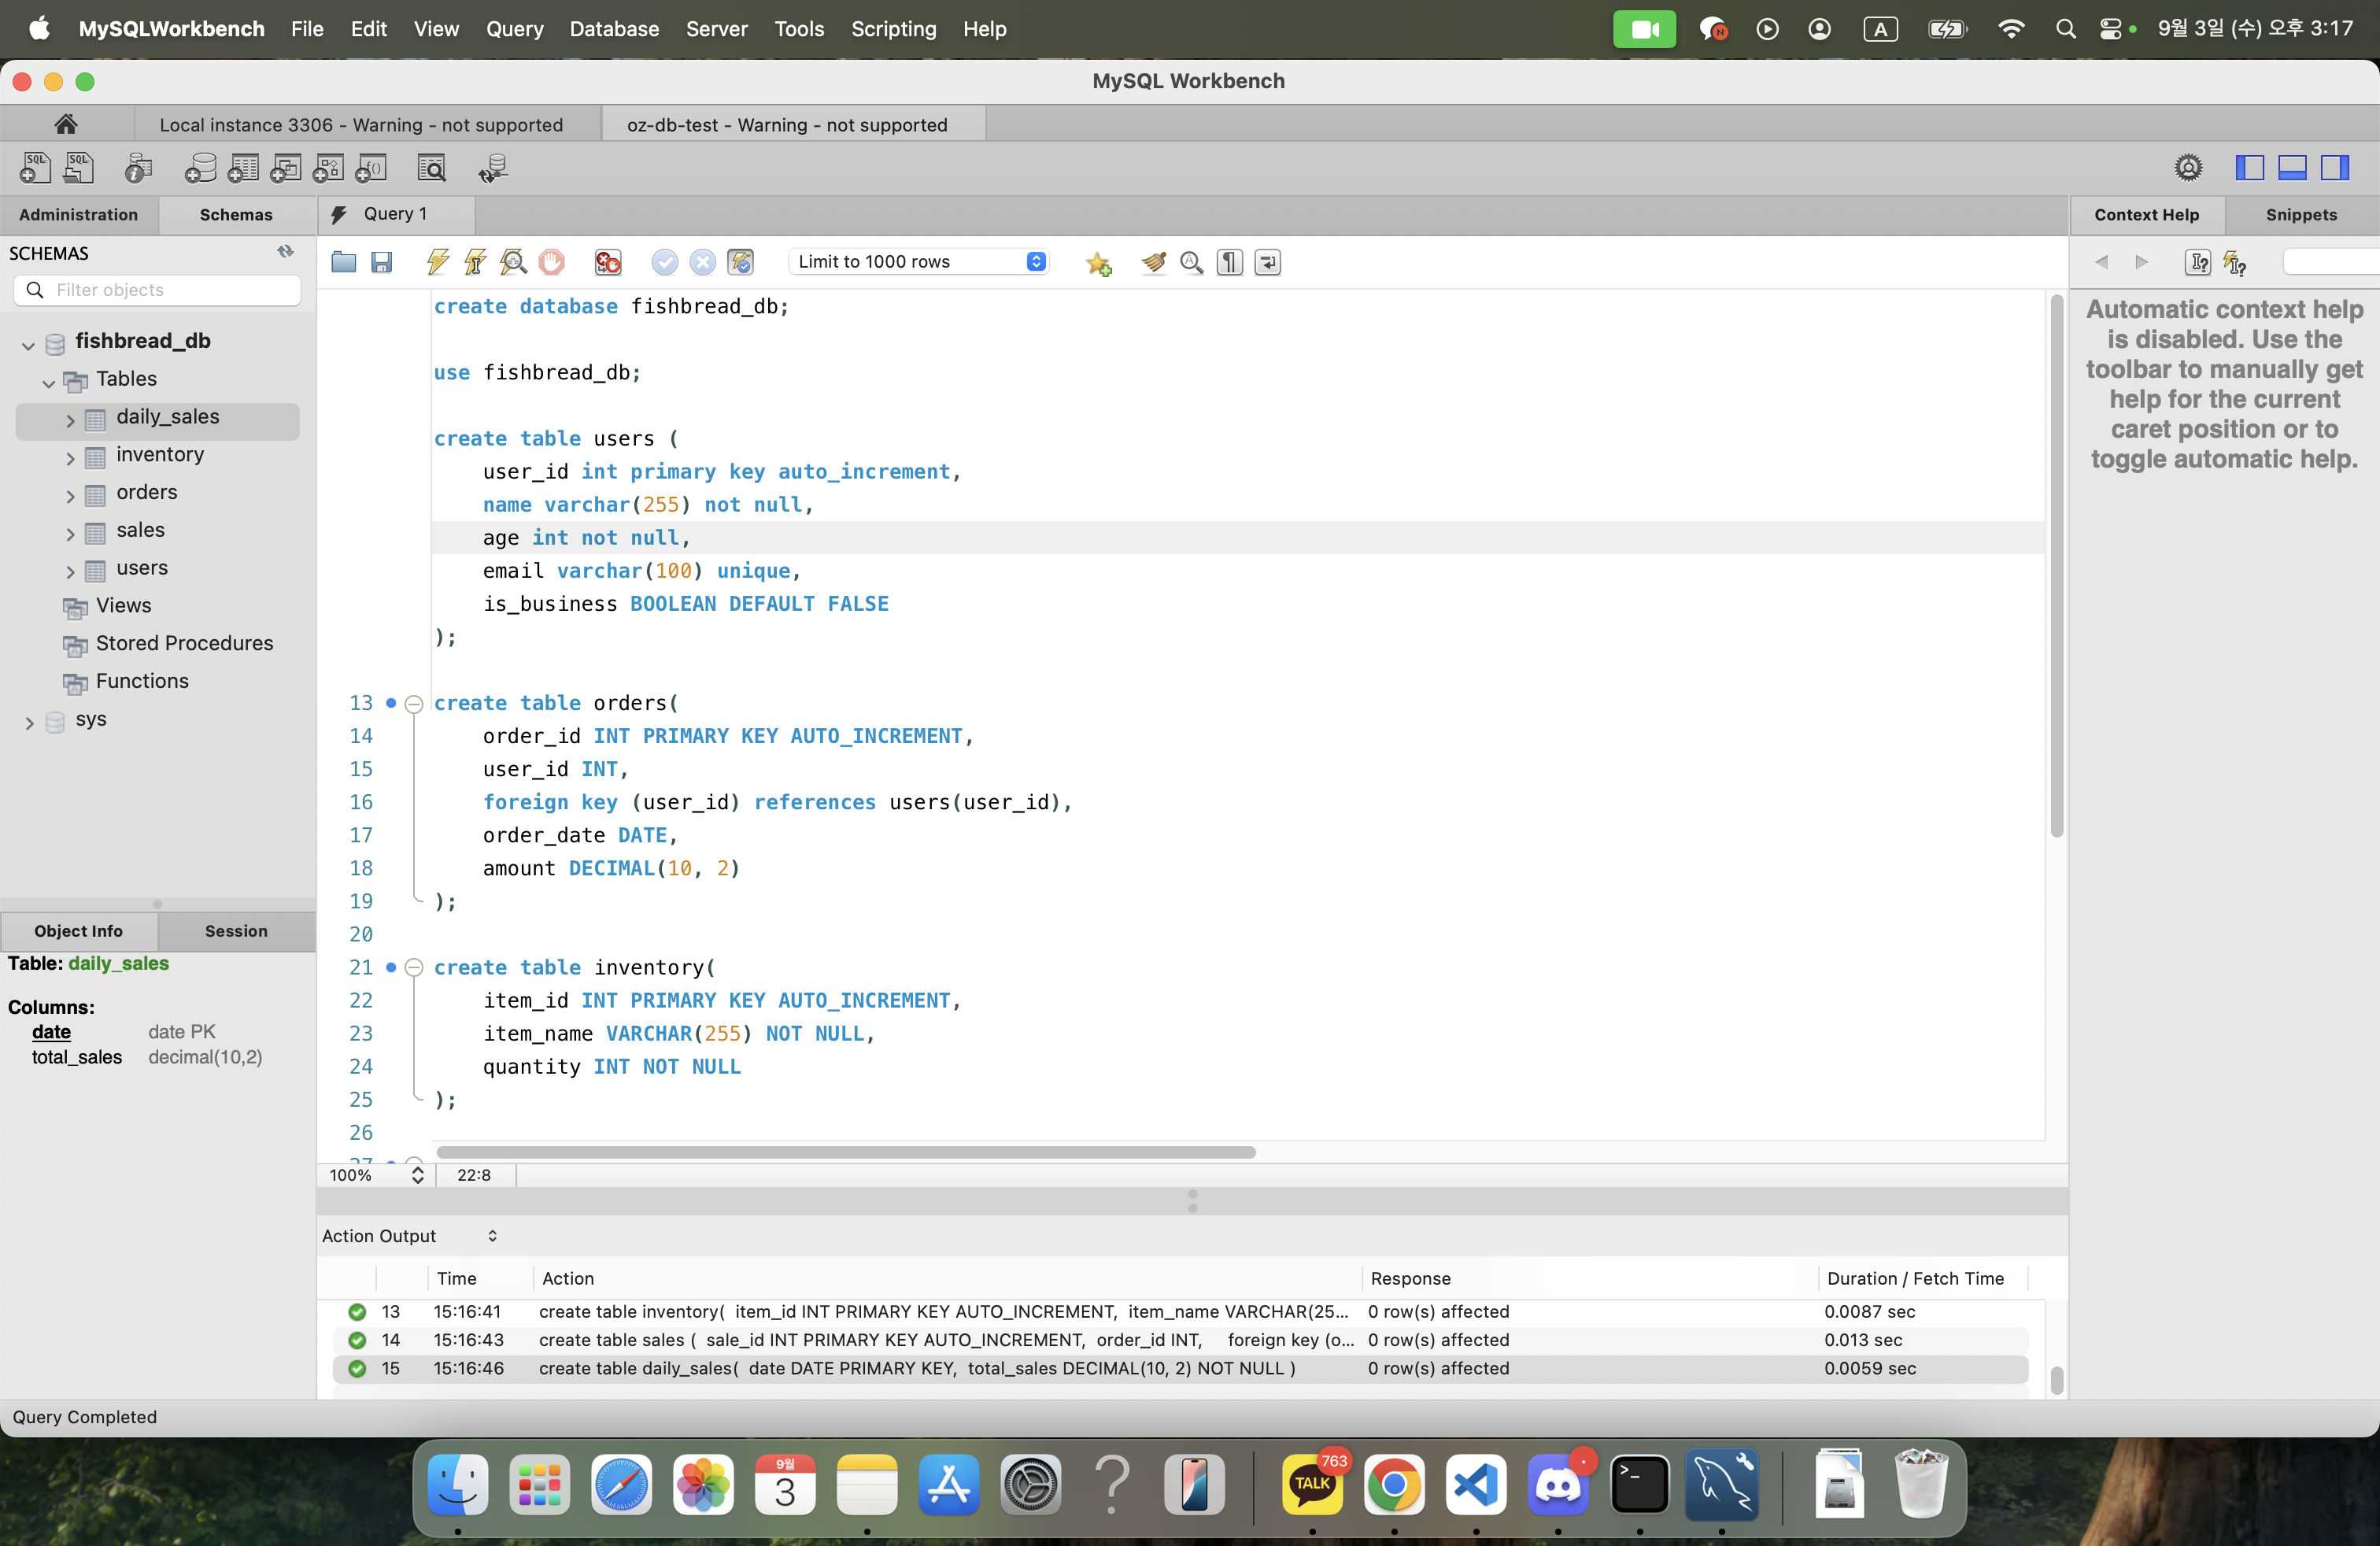 MySQLWorkbench File Edit View Query Database Server Tools Scripting Help N A 9월 3일 (수) 오후 3:17
MySQL Workbench
Local instance 3306 - Warning - not supported
oz-db-test - Warning - not supported
Administration
Schemas
Query 1
Context Help
Snippets
SCHEMAS
Filter objects
fishbread_db
Tables
daily_sales
inventory
orders
sales
users
Views
Stored Procedures
Functions
sys
Object Info
Session
Table: daily_sales
Columns:
date date PK
total_sales decimal(10,2)
Limit to 1000 rows
create database fishbread_db;
use fishbread_db;
create table users (
user_id int primary key auto_increment,
name varchar(255) not null,
age int not null,
email varchar(100) unique,
is_business BOOLEAN DEFAULT FALSE
);
13 create table orders(
14 order_id INT PRIMARY KEY AUTO_INCREMENT,
15 user_id INT,
16 foreign key (user_id) references users(user_id),
17 order_date DATE,
18 amount DECIMAL(10, 2)
19 );
20
21 create table inventory(
22 item_id INT PRIMARY KEY AUTO_INCREMENT,
23 item_name VARCHAR(255) NOT NULL,
24 quantity INT NOT NULL
25 );
26
27
100% 22:8
Automatic context help
is disabled. Use the
toolbar to manually get
help for the current
caret position or to
toggle automatic help.
Action Output
Time Action Response Duration / Fetch Time
13 15:16:41 create table inventory( item_id INT PRIMARY KEY AUTO_INCREMENT, item_name VARCHAR(25... 0 row(s) affected 0.0087 sec
14 15:16:43 create table sales ( sale_id INT PRIMARY KEY AUTO_INCREMENT, order_id INT, foreign key (o... 0 row(s) affected 0.013 sec
15 15:16:46 create table daily_sales( date DATE PRIMARY KEY, total_sales DECIMAL(10, 2) NOT NULL ) 0 row(s) affected 0.0059 sec
Query Completed
9월
3
TALK
763